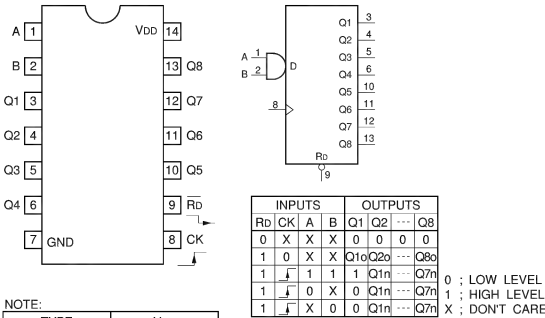 A 1 VDD 14
B 2 13 Q8
Q1 3 12 Q7
Q2 4 11 Q6
Q3 5 10 Q5
Q4 6 9 RD
7 GND 8 CK
A 1
B 2
D
8
Q1 3
Q2 4
Q3 5
Q4 6
Q5 10
Q6 11
Q7 12
Q8 13
RD
9
INPUTS OUTPUTS
RD CK A B Q1 Q2 --- Q8
0 X X X 0 0 0 0
1 0 X X Q1o Q2o --- Q8o
1 1 1 1 Q1n --- Q7n
1 0 X 0 Q1n --- Q7n
1 X 0 0 Q1n --- Q7n
0 ; LOW LEVEL
1 ; HIGH LEVEL
X ; DON'T CARE
NOTE: